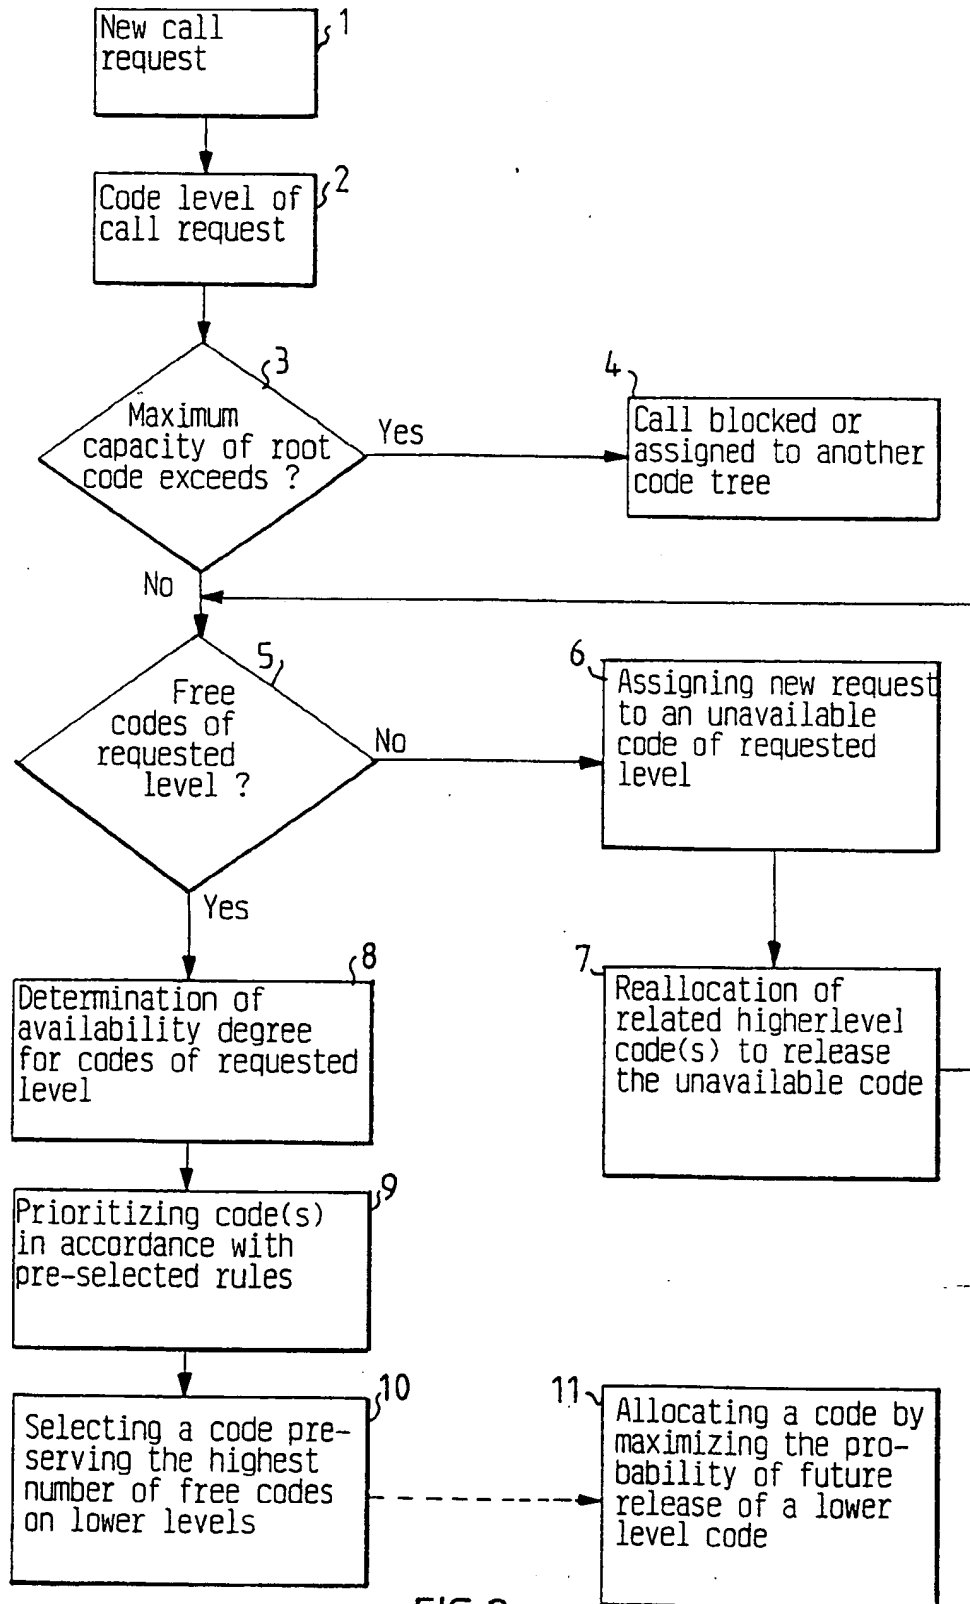 New call
request
1
Code level of
call request
2
3
Maximum
capacity of root
code exceeds ?
Yes
4
Call blocked or
assigned to another
code tree
No
5
Free
codes of
requested
level ?
No
6
Assigning new request
to an unavailable
code of requested
level
Yes
7
Reallocation of
related higherlevel
code(s) to release
the unavailable code
8
Determination of
availability degree
for codes of requested
level
9
Prioritizing code(s)
in accordance with
pre-selected rules
10
Selecting a code pre-
serving the highest
number of free codes
on lower levels
11
Allocating a code by
maximizing the pro-
bability of future
release of a lower
level code